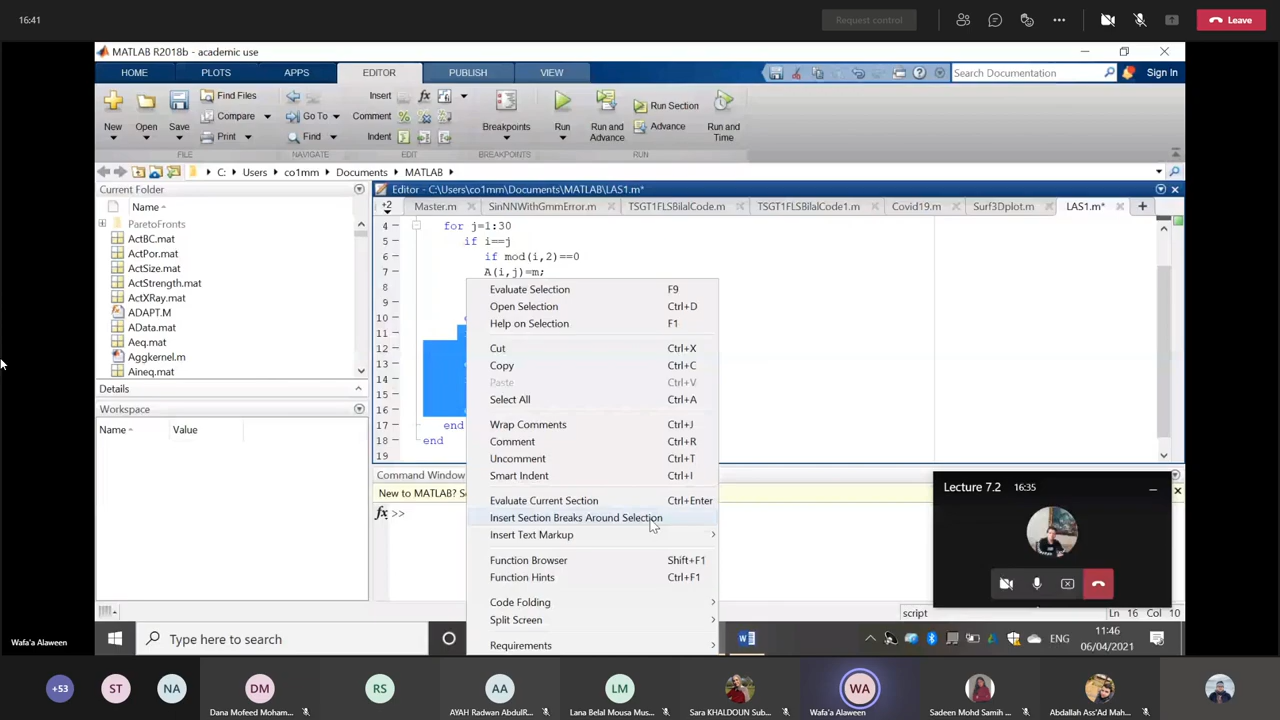 16:41
Request control
Leave
MATLAB R2018b - academic use
HOME
PLOTS
APPS
EDITOR
PUBLISH
VIEW
Search Documentation
Sign In
New
Open
Save
Find Files
Compare
Print
FILE
Go To
Find
NAVIGATE
Insert
fx
Comment
Indent
EDIT
Breakpoints
BREAKPOINTS
Run
Run and Advance
Run Section
Advance
Run and Time
RUN
C: Users co1mm Documents MATLAB
Current Folder
Name
ParetoFronts
ActBC.mat
ActPor.mat
ActSize.mat
ActStrength.mat
ActXRay.mat
ADAPT.M
AData.mat
Aeq.mat
Aggkernel.m
Aineq.mat
Details
Workspace
Name
Value
Editor - C:\Users\co1mm\Documents\MATLAB\LAS1.m*
+2
Master.m
SinNNWithGmmError.m
TSGT1FLSBilalCode.m
TSGT1FLSBilalCode1.m
Covid19.m
Surf3Dplot.m
LAS1.m*
4 for j=1:30
5 if i==j
6 if mod(i,2)==0
7 A(i,j)=m;
8
9
10
11
12
13
14
15
16
17 end
18 end
19
Evaluate Selection F9
Open Selection Ctrl+D
Help on Selection F1
Cut Ctrl+X
Copy Ctrl+C
Paste Ctrl+V
Select All Ctrl+A
Wrap Comments Ctrl+J
Comment Ctrl+R
Uncomment Ctrl+T
Smart Indent Ctrl+I
Evaluate Current Section Ctrl+Enter
Insert Section Breaks Around Selection
Insert Text Markup
Function Browser Shift+F1
Function Hints Ctrl+F1
Code Folding
Split Screen
Requirements
Command Window
New to MATLAB? S
fx >>
Lecture 7.2 16:35
script
Ln 16 Col 10
Wafa'a Alaween
Type here to search
ENG
11:46
06/04/2021
+53
ST
NA
DM
Dana Mofeed Moham...
RS
AA
AYAH Radwan AbdulR...
LM
Lana Belal Mousa Mus...
Sara KHALDOUN Sub...
WA
Wafa'a Alaween
Sadeen Mohd Samih ...
Abdallah Ass'Ad Mah...